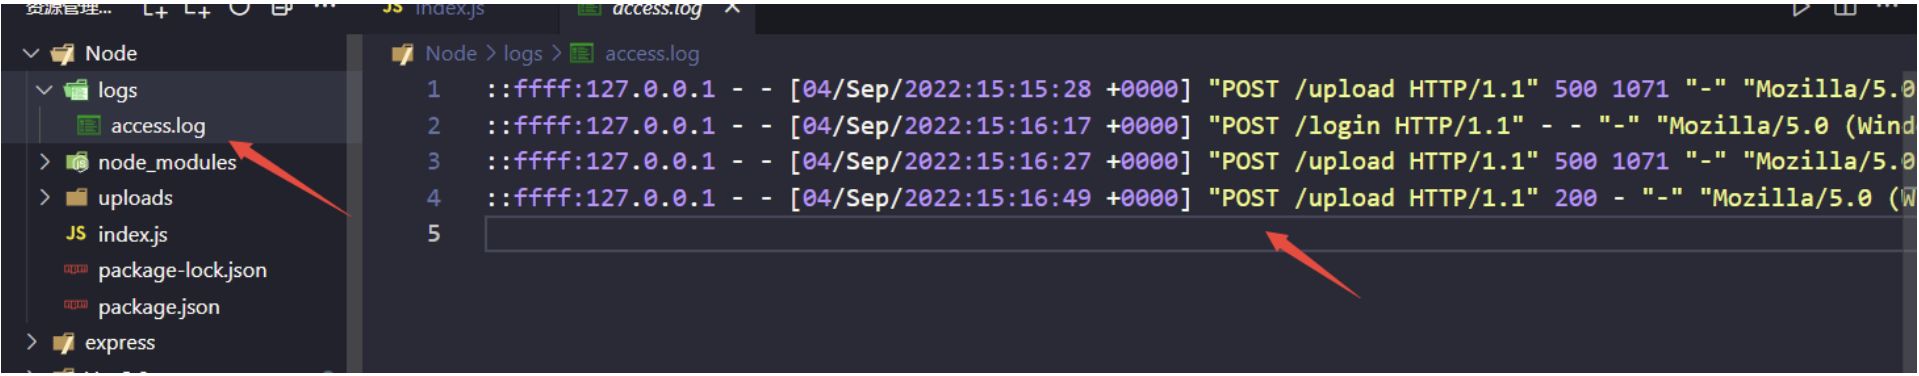 资源管理...
JS index.js
access.log
Node
logs
access.log
node_modules
uploads
JS index.js
package-lock.json
package.json
express
Node > logs > access.log
1 ::ffff:127.0.0.1 - - [04/Sep/2022:15:15:28 +0000] "POST /upload HTTP/1.1" 500 1071 "-" "Mozilla/5.0
2 ::ffff:127.0.0.1 - - [04/Sep/2022:15:16:17 +0000] "POST /login HTTP/1.1" - - "-" "Mozilla/5.0 (Wind
3 ::ffff:127.0.0.1 - - [04/Sep/2022:15:16:27 +0000] "POST /upload HTTP/1.1" 500 1071 "-" "Mozilla/5.0
4 ::ffff:127.0.0.1 - - [04/Sep/2022:15:16:49 +0000] "POST /upload HTTP/1.1" 200 - "-" "Mozilla/5.0 (W
5